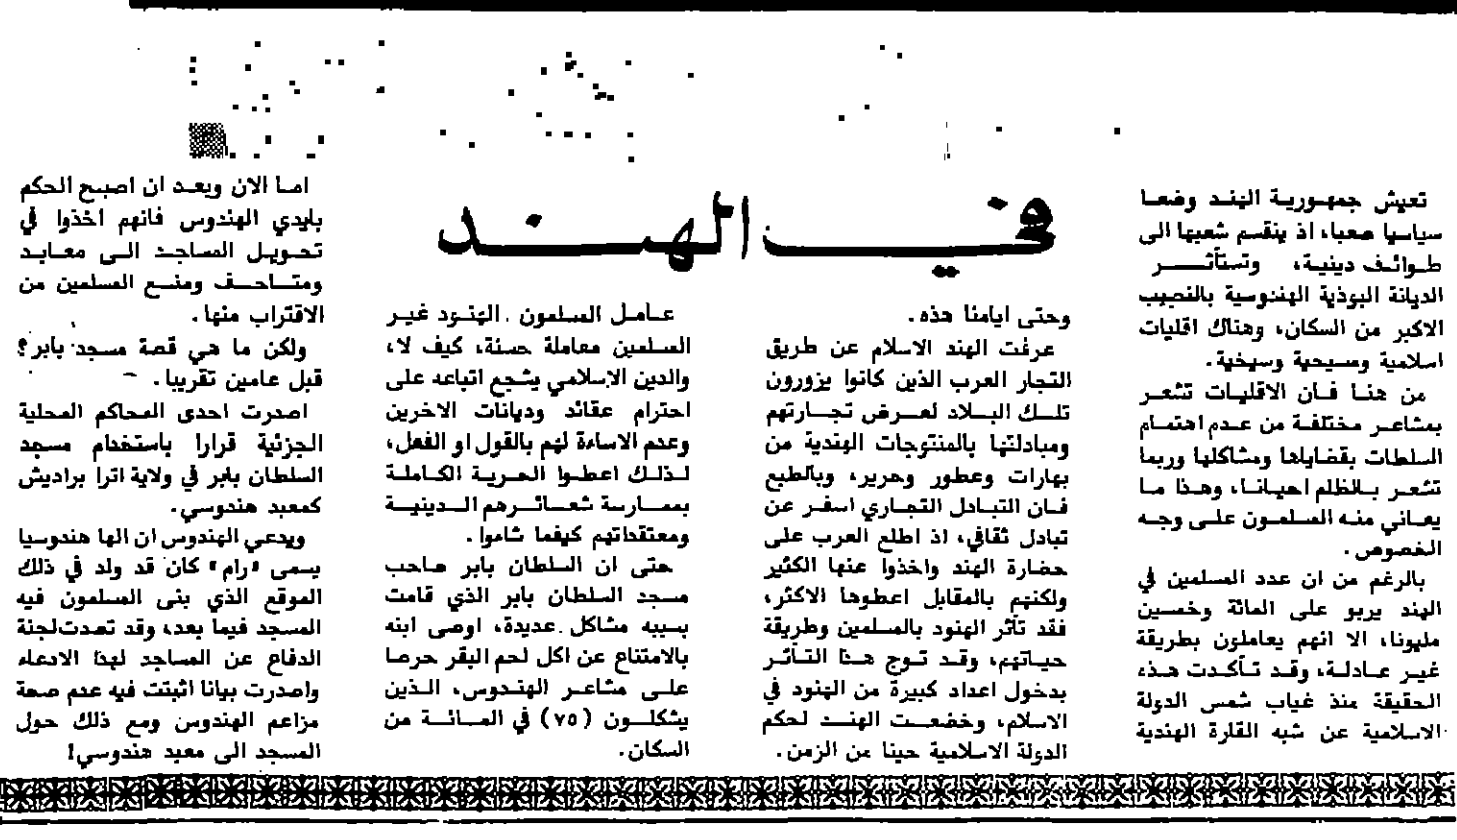 في الهند
تعيش جمهورية الهند وضعا
سياسيا صعبا، اذ ينقسم شعبها الى
طوائف دينية، وتستأثر
الديانة البوذية الهندوسية بالنصيب
الاكبر من السكان، وهناك اقليات
اسلامية ومسيحية وسيخية.
من هنا فان الاقليات تشعر
بمشاعر مختلفة من عدم اهتمام
السلطات بقضاياها ومشاكلها وربما
تشعر بالظلم احيانا، وهذا ما
يعاني منه المسلمون على وجه
الخصوص.
بالرغم من ان عدد المسلمين في
الهند يربو على المائة وخمسين
مليونا، الا انهم يعاملون بطريقة
غير عادلة، وقد تأكدت هذه
الحقيقة منذ غياب شمس الدولة
الاسلامية عن شبه القارة الهندية
وحتى ايامنا هذه.
عرفت الهند الاسلام عن طريق
التجار العرب الذين كانوا يزورون
تلك البلاد لعرض تجارتهم
ومبادلتها بالمنتوجات الهندية من
بهارات وعطور وحرير، وبالطبع
فان التبادل التجاري اسفر عن
تبادل ثقافي، اذ اطلع العرب على
حضارة الهند واخذوا عنها الكثير
ولكنهم بالمقابل اعطوها الاكثر،
فقد تأثر الهنود بالمسلمين وطريقة
حياتهم، وقد توج هذا التأثر
بدخول اعداد كبيرة من الهنود في
الاسلام، وخضعت الهند لحكم
الدولة الاسلامية حينا من الزمن.
عامل المسلمون الهنود غير
المسلمين معاملة حسنة، كيف لا،
والدين الاسلامي يشجع اتباعه على
احترام عقائد وديانات الاخرين
وعدم الاساءة لهم بالقول او الفعل،
لذلك اعطوا الحرية الكاملة
بممارسة شعائرهم الدينية
ومعتقداتهم كيفما شاءوا.
حتى ان السلطان بابر صاحب
مسجد السلطان بابر الذي قامت
بسببه مشاكل عديدة، اوصى ابنه
بالامتناع عن اكل لحم البقر حرصا
على مشاعر الهندوس، الذين
يشكلون (٧٥) في المائة من
السكان.
اما الان وبعد ان اصبح الحكم
بايدي الهندوس فانهم اخذوا في
تحويل المساجد الى معابد
ومتاحف ومنع المسلمين من
الاقتراب منها.
ولكن ما هي قصة مسجد بابر؟
قبل عامين تقريبا.
اصدرت احدى المحاكم المحلية
الجزئية قرارا باستخدام مسجد
السلطان بابر في ولاية اترا براديش
كمعبد هندوسي.
ويدعي الهندوس ان الها هندوسيا
يسمى «رام» كان قد ولد في ذلك
الموقع الذي بنى المسلمون فيه
المسجد فيما بعد، وقد تصدت لجنة
الدفاع عن المساجد لهذا الادعاء
واصدرت بيانا اثبتت فيه عدم صحة
مزاعم الهندوس ومع ذلك حول
المسجد الى معبد هندوسي!